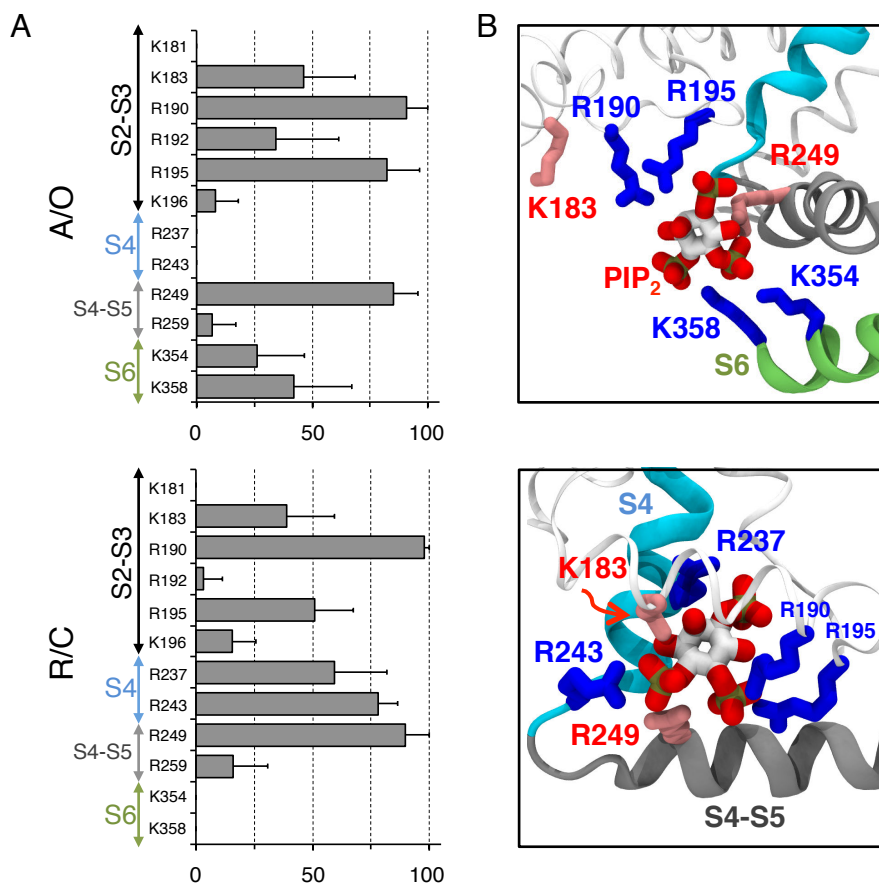 A
A/O
S2-S3
S4
S4-S5
S6
K181
K183
R190
R192
R195
K196
R237
R243
R249
R259
K354
K358
0 50 100
R/C
S2-S3
S4
S4-S5
S6
K181
K183
R190
R192
R195
K196
R237
R243
R249
R259
K354
K358
0 50 100
B
R195
R190
R249
K183
PIP2
K354
K358
S6
S4
R237
K183
R190
R195
R243
R249
S4-S5